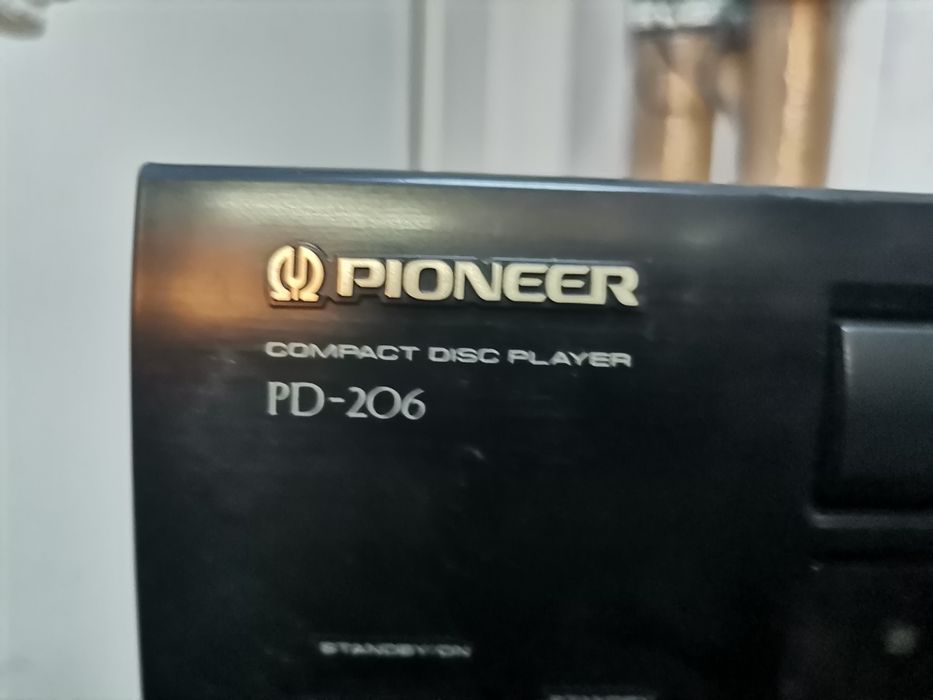 PIONEER
COMPACT DISC PLAYER
PD-206
STANDBY/ON